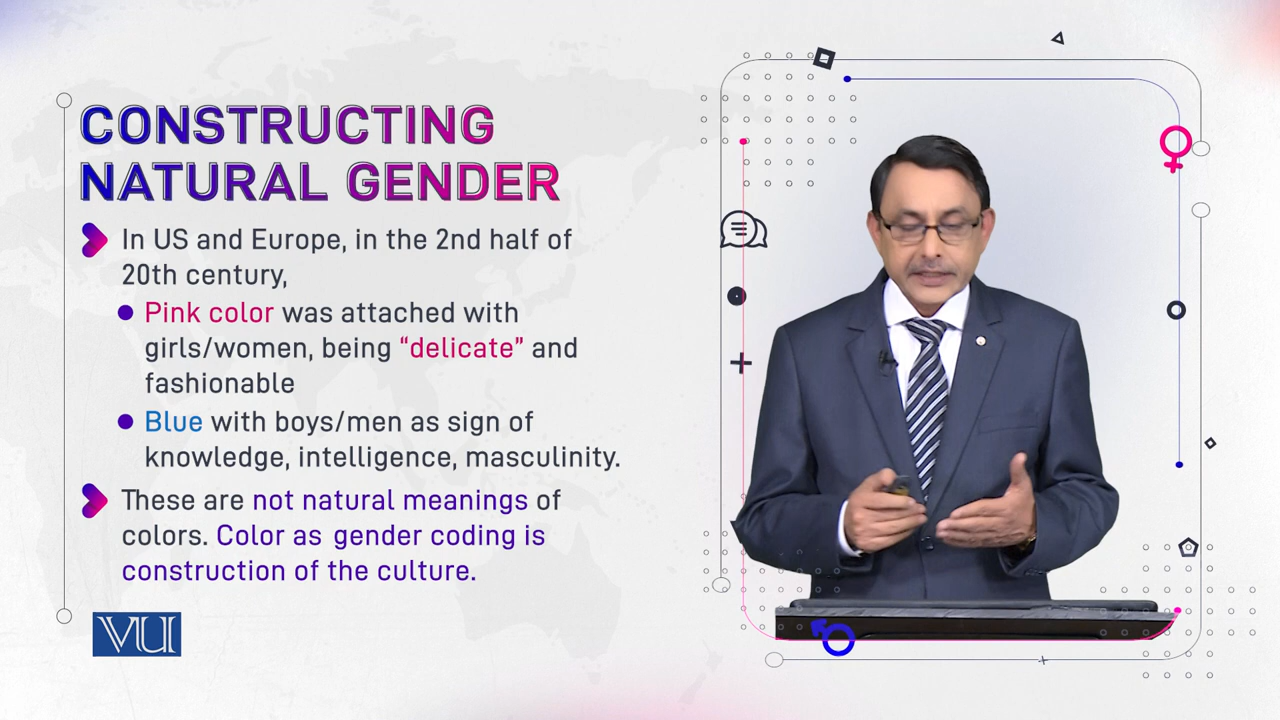 CONSTRUCTING
NATURAL GENDER
In US and Europe, in the 2nd half of
20th century,
Pink color was attached with
girls/women, being “delicate” and
fashionable
Blue with boys/men as sign of
knowledge, intelligence, masculinity.
These are not natural meanings of
colors. Color as gender coding is
construction of the culture.
VU